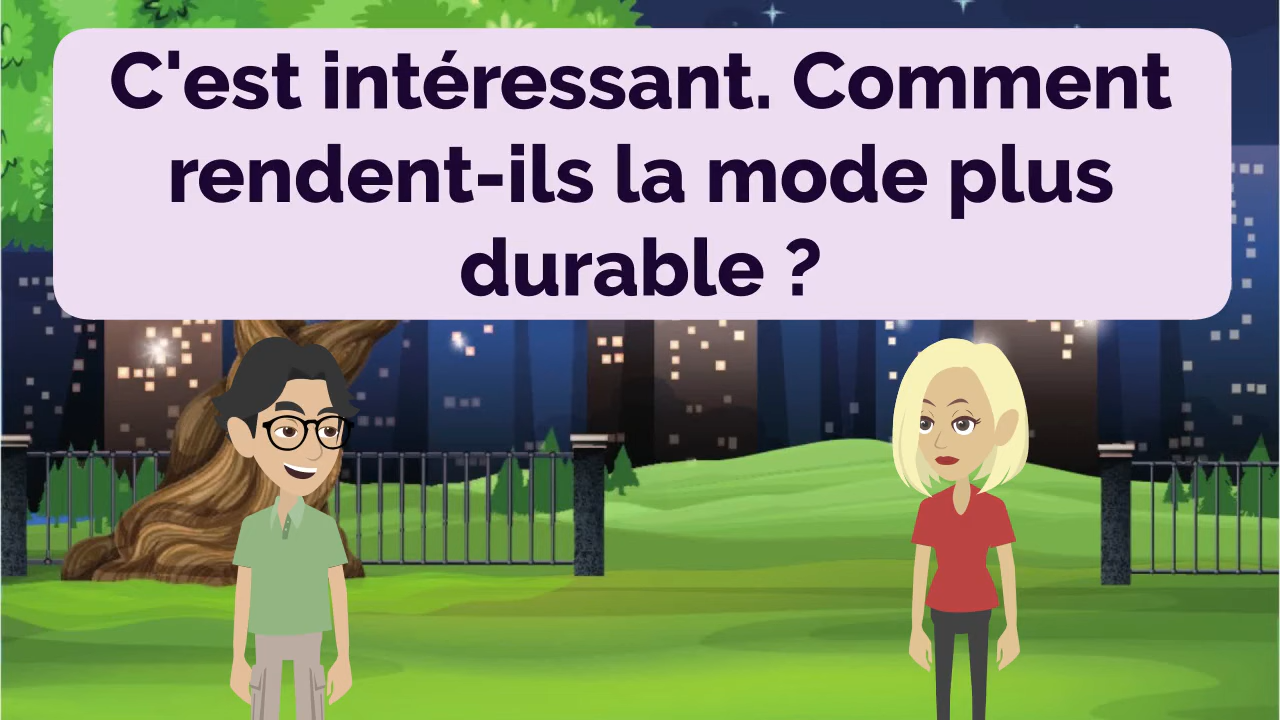 C'est intéressant. Comment
rendent-ils la mode plus
durable ?